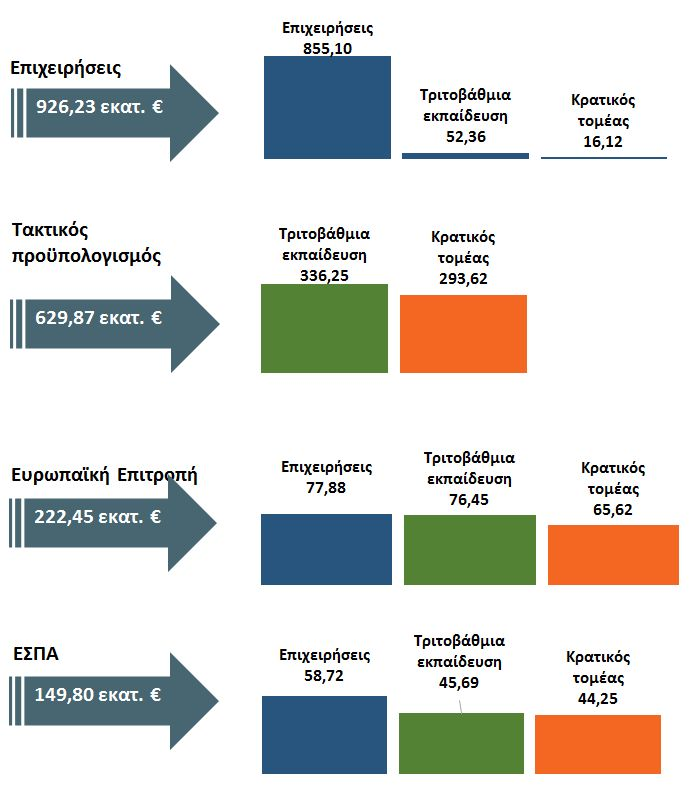 Επιχειρήσεις
926,23 εκατ. €
Επιχειρήσεις
855,10
Τριτοβάθμια
εκπαίδευση
52,36
Κρατικός
τομέας
16,12
Τακτικός
προϋπολογισμός
629,87 εκατ. €
Τριτοβάθμια
εκπαίδευση
336,25
Κρατικός
τομέας
293,62
Ευρωπαϊκή Επιτροπή
222,45 εκατ. €
Επιχειρήσεις
77,88
Τριτοβάθμια
εκπαίδευση
76,45
Κρατικός
τομέας
65,62
ΕΣΠΑ
149,80 εκατ. €
Επιχειρήσεις
58,72
Τριτοβάθμια
εκπαίδευση
45,69
Κρατικός
τομέας
44,25